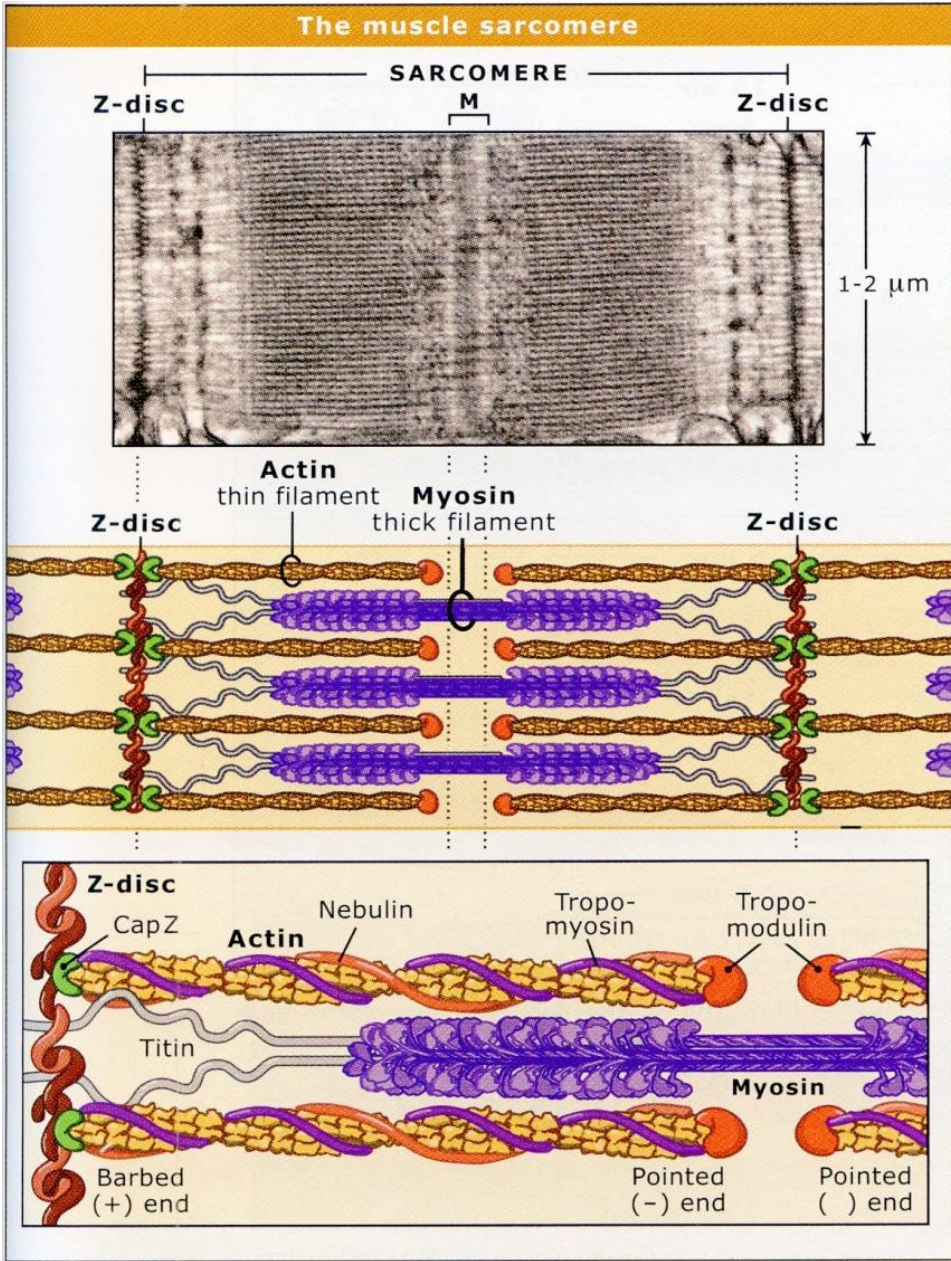 The muscle sarcomere
SARCOMERE
Z-disc
M
Z-disc
1-2 μm
Actin
thin filament
Myosin
thick filament
Z-disc
Z-disc
Z-disc
CapZ
Actin
Nebulin
Tropo-
myosin
Tropo-
modulin
Titin
Myosin
Barbed
(+) end
Pointed
(–) end
Pointed
( ) end